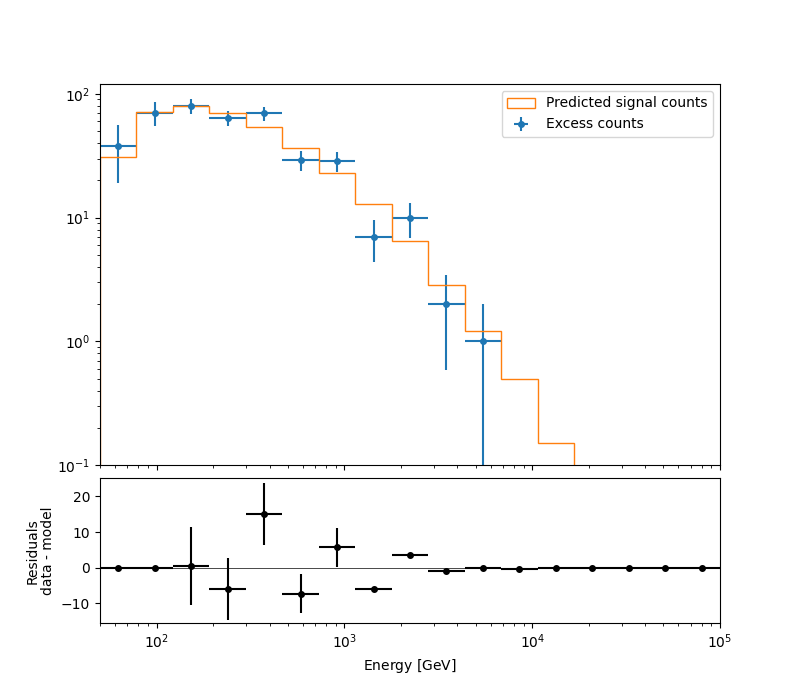 10²
10¹
10⁰
10⁻¹
Predicted signal counts
Excess counts
20
10
0
−10
Residuals
data - model
10²
10³
10⁴
10⁵
Energy [GeV]